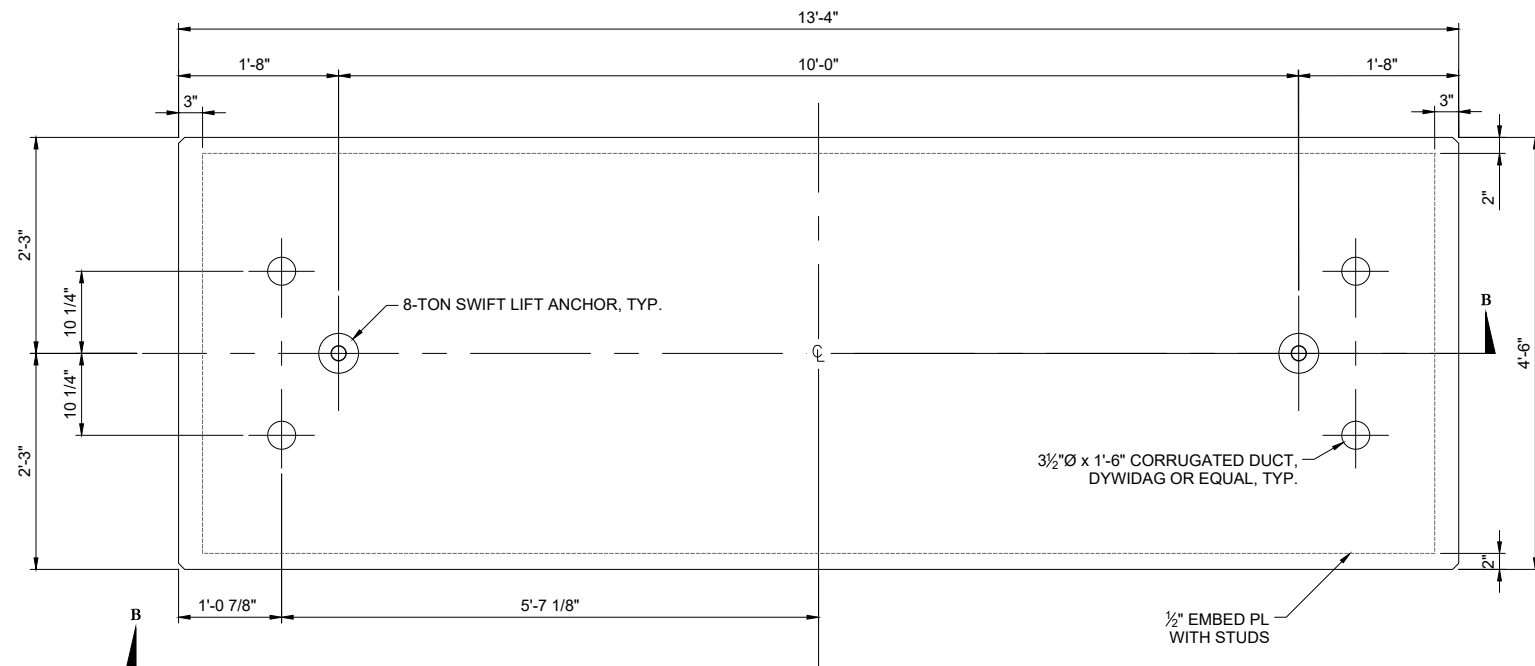 13'-4"
1'-8"
10'-0"
1'-8"
3"
3"
2"
2'-3"
10 1/4"
8-TON SWIFT LIFT ANCHOR, TYP.
B
℄
4'-6"
10 1/4"
2'-3"
3½"Ø x 1'-6" CORRUGATED DUCT,
DYWIDAG OR EQUAL, TYP.
2"
1'-0 7/8"
5'-7 1/8"
½" EMBED PL
WITH STUDS
B